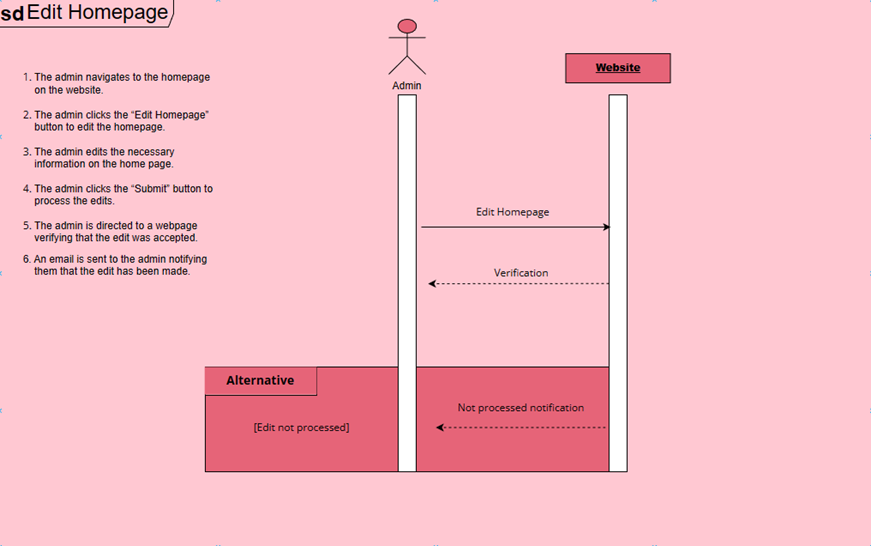 sd Edit Homepage
1. The admin navigates to the homepage
on the website.
2. The admin clicks the “Edit Homepage”
button to edit the homepage.
3. The admin edits the necessary
information on the home page.
4. The admin clicks the “Submit” button to
process the edits.
5. The admin is directed to a webpage
verifying that the edit was accepted.
6. An email is sent to the admin notifying
them that the edit has been made.
Admin
Website
Edit Homepage
Verification
Alternative
[Edit not processed]
Not processed notification